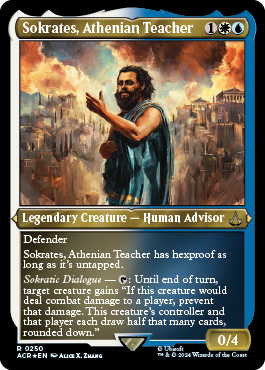 Sokrates, Athenian Teacher 1
Legendary Creature — Human Advisor
Defender
Sokrates, Athenian Teacher has hexproof as
long as it's untapped.
Sokratic Dialogue — : Until end of turn,
target creature gains "If this creature would
deal combat damage to a player, prevent
that damage. This creature's controller and
that player each draw half that many cards,
rounded down."
0/4
R 0250
ACR • EN ALIX X. ZHANG
© Ubisoft
™ & © 2024 Wizards of the Coast